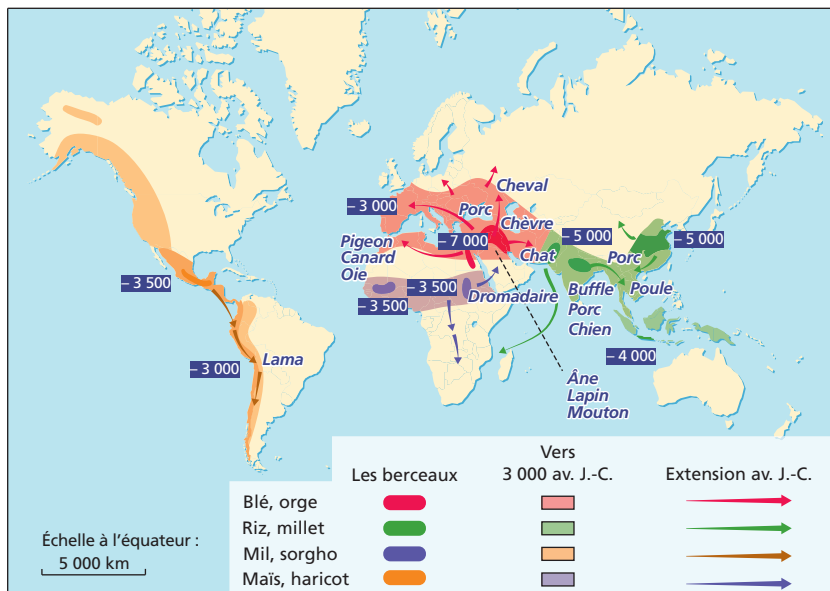 Cheval
– 3 000
Porc
Chèvre
– 7 000
Chat
Pigeon
Canard
Oie
– 5 000
– 5 000
Porc
– 3 500
– 3 500
– 3 500
Dromadaire
Buffle
Poule
Porc
Chien
– 3 000
Lama
– 4 000
Âne
Lapin
Mouton
Les berceaux
Vers
3 000 av. J.-C.
Extension av. J.-C.
Blé, orge
Riz, millet
Mil, sorgho
Maïs, haricot
Échelle à l’équateur :
5 000 km